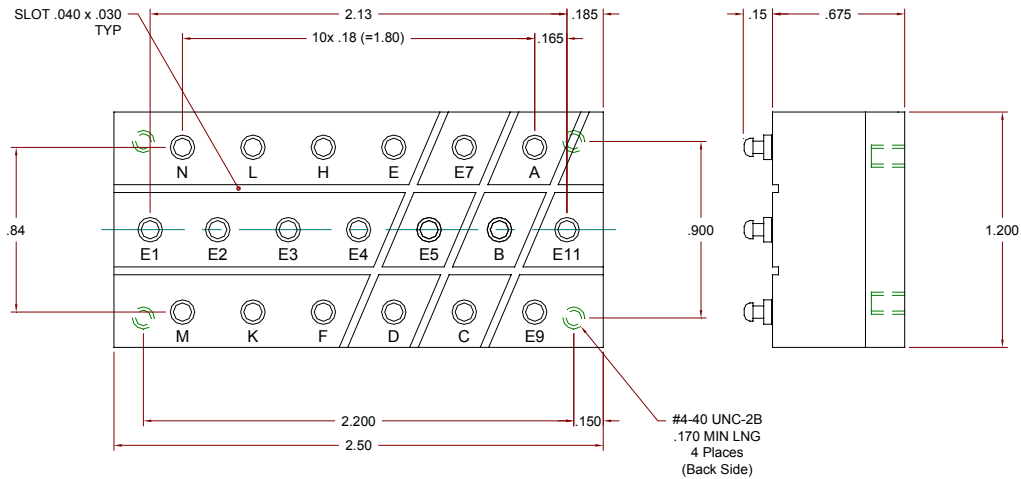 SLOT .040 x .030
TYP
2.13
.185
.15
.675
10x .18 (=1.80)
.165
N L H E E7 A
.84
E1 E2 E3 E4 E5 B E11
.900
1.200
M K F D C E9
2.200
.150
2.50
#4-40 UNC-2B
.170 MIN LNG
4 Places
(Back Side)